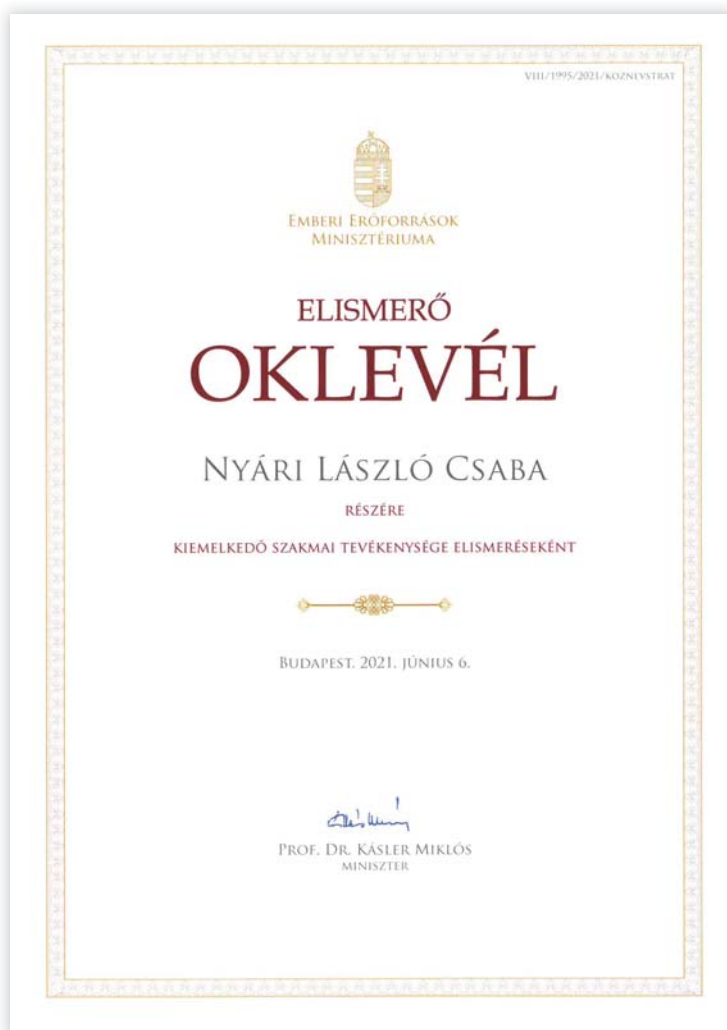 VIII/1995/2021/KOZNEVSTRAT
EMBERI ERŐFORRÁSOK
MINISZTÉRIUMA
ELISMERŐ
OKLEVÉL
NYÁRI LÁSZLÓ CSABA
RÉSZÉRE
KIEMELKEDŐ SZAKMAI TEVÉKENYSÉGE ELISMERÉSEKÉNT
BUDAPEST, 2021. JÚNIUS 6.
PROF. DR. KÁSLER MIKLÓS
MINISZTER